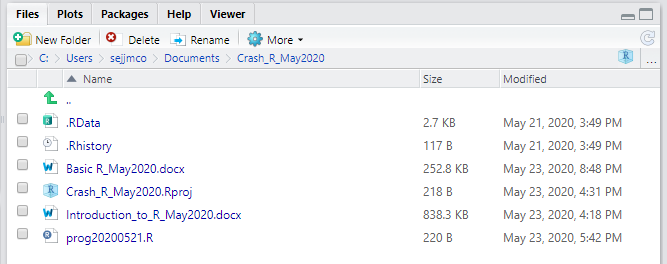 Files Plots Packages Help Viewer
New Folder Delete Rename More
C: Users sejjmco Documents Crash_R_May2020 R ...
Name Size Modified
..
.RData 2.7 KB May 21, 2020, 3:49 PM
.Rhistory 117 B May 21, 2020, 3:49 PM
Basic R_May2020.docx 252.8 KB May 23, 2020, 8:48 PM
Crash_R_May2020.Rproj 218 B May 23, 2020, 4:31 PM
Introduction_to_R_May2020.docx 838.3 KB May 23, 2020, 4:18 PM
prog20200521.R 220 B May 23, 2020, 5:42 PM